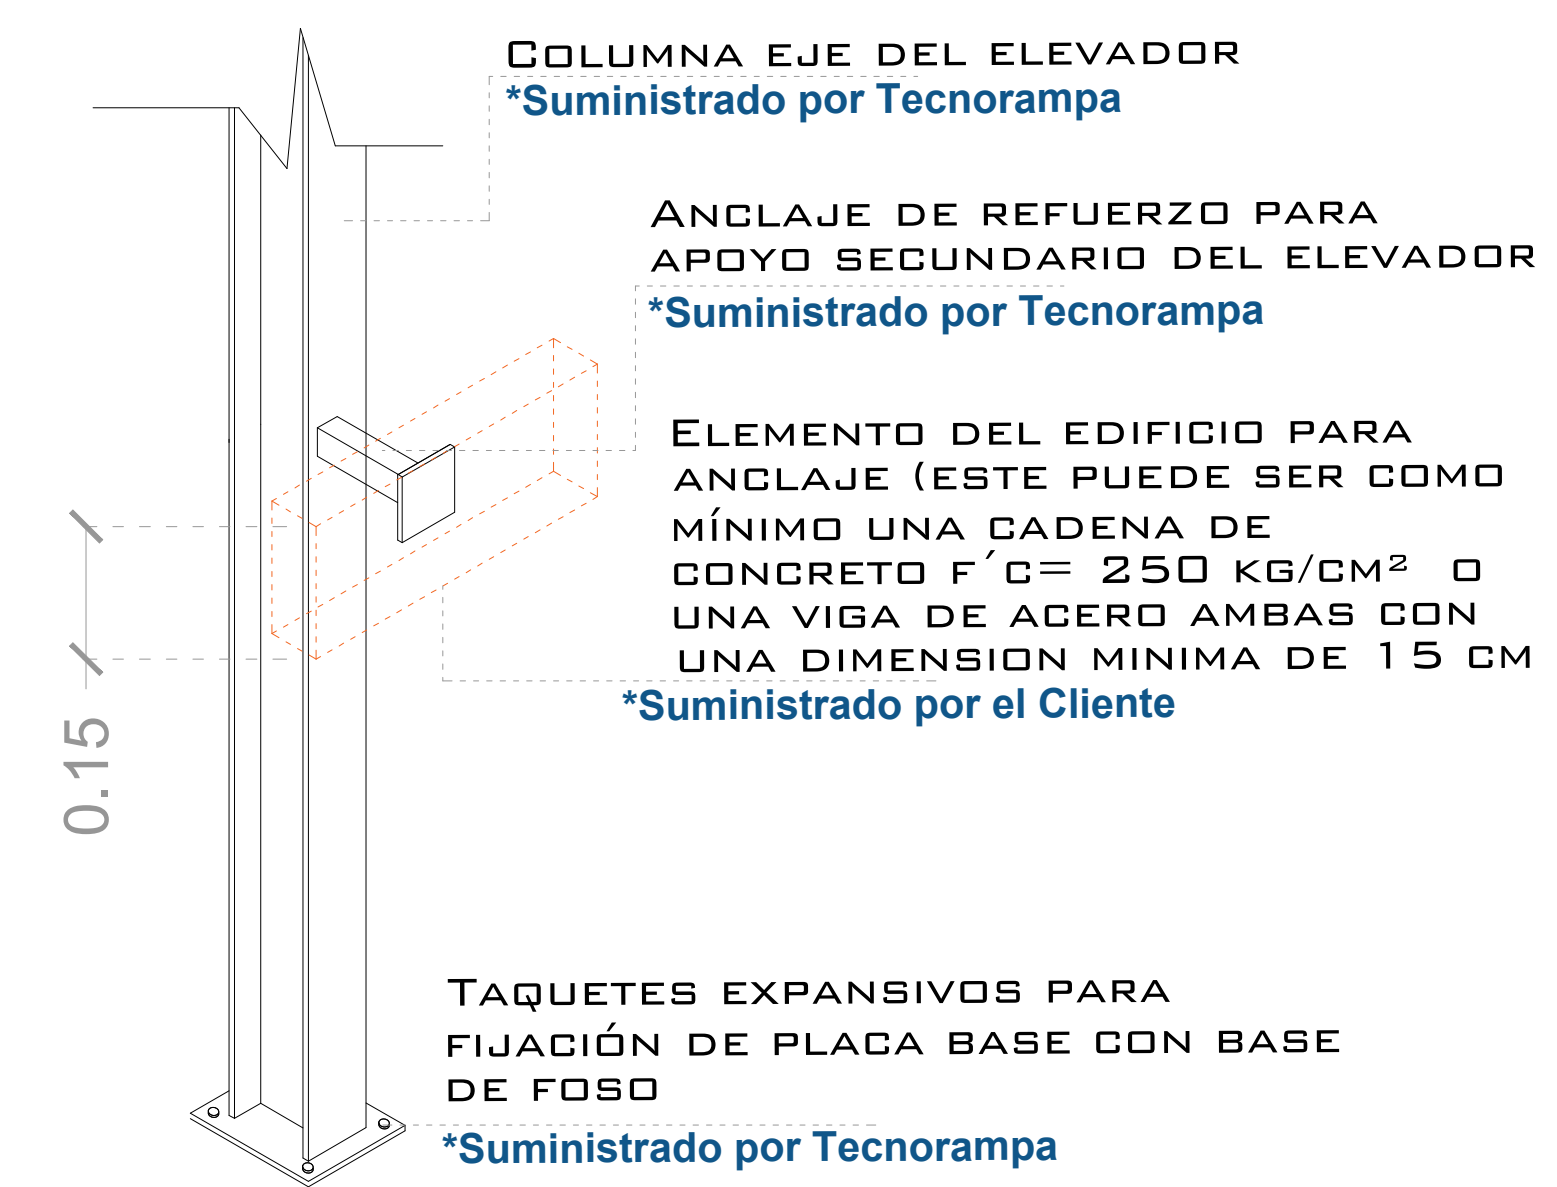 COLUMNA EJE DEL ELEVADOR
*Suministrado por Tecnorampa
ANCLAJE DE REFUERZO PARA
APOYO SECUNDARIO DEL ELEVADOR
*Suministrado por Tecnorampa
ELEMENTO DEL EDIFICIO PARA
ANCLAJE (ESTE PUEDE SER COMO
MÍNIMO UNA CADENA DE
CONCRETO F´C= 250 KG/CM² O
UNA VIGA DE ACERO AMBAS CON
UNA DIMENSION MINIMA DE 15 CM
*Suministrado por el Cliente
0.15
TAQUETES EXPANSIVOS PARA
FIJACIÓN DE PLACA BASE CON BASE
DE FOSO
*Suministrado por Tecnorampa